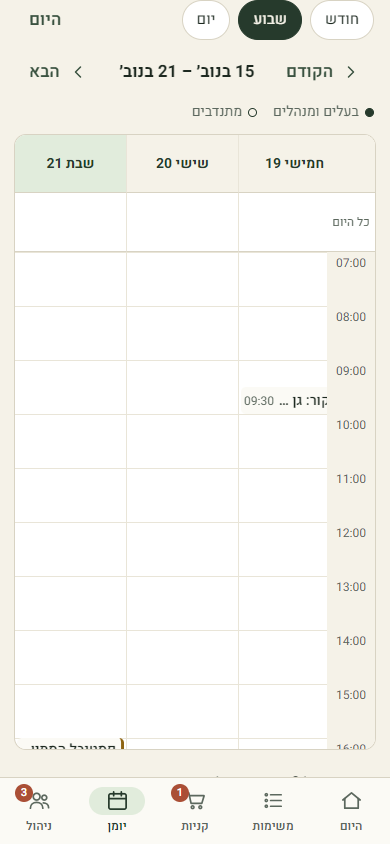 חודש שבוע יום היום
הקודם 15 בנוב׳ – 21 בנוב׳ הבא
בעלים ומנהלים מתנדבים
חמישי 19 שישי 20 שבת 21
כל היום
07:00
08:00
09:00
קור: גן ... 09:30
10:00
11:00
12:00
13:00
14:00
15:00
16:00
היום משימות קניות 1 יומן ניהול 3